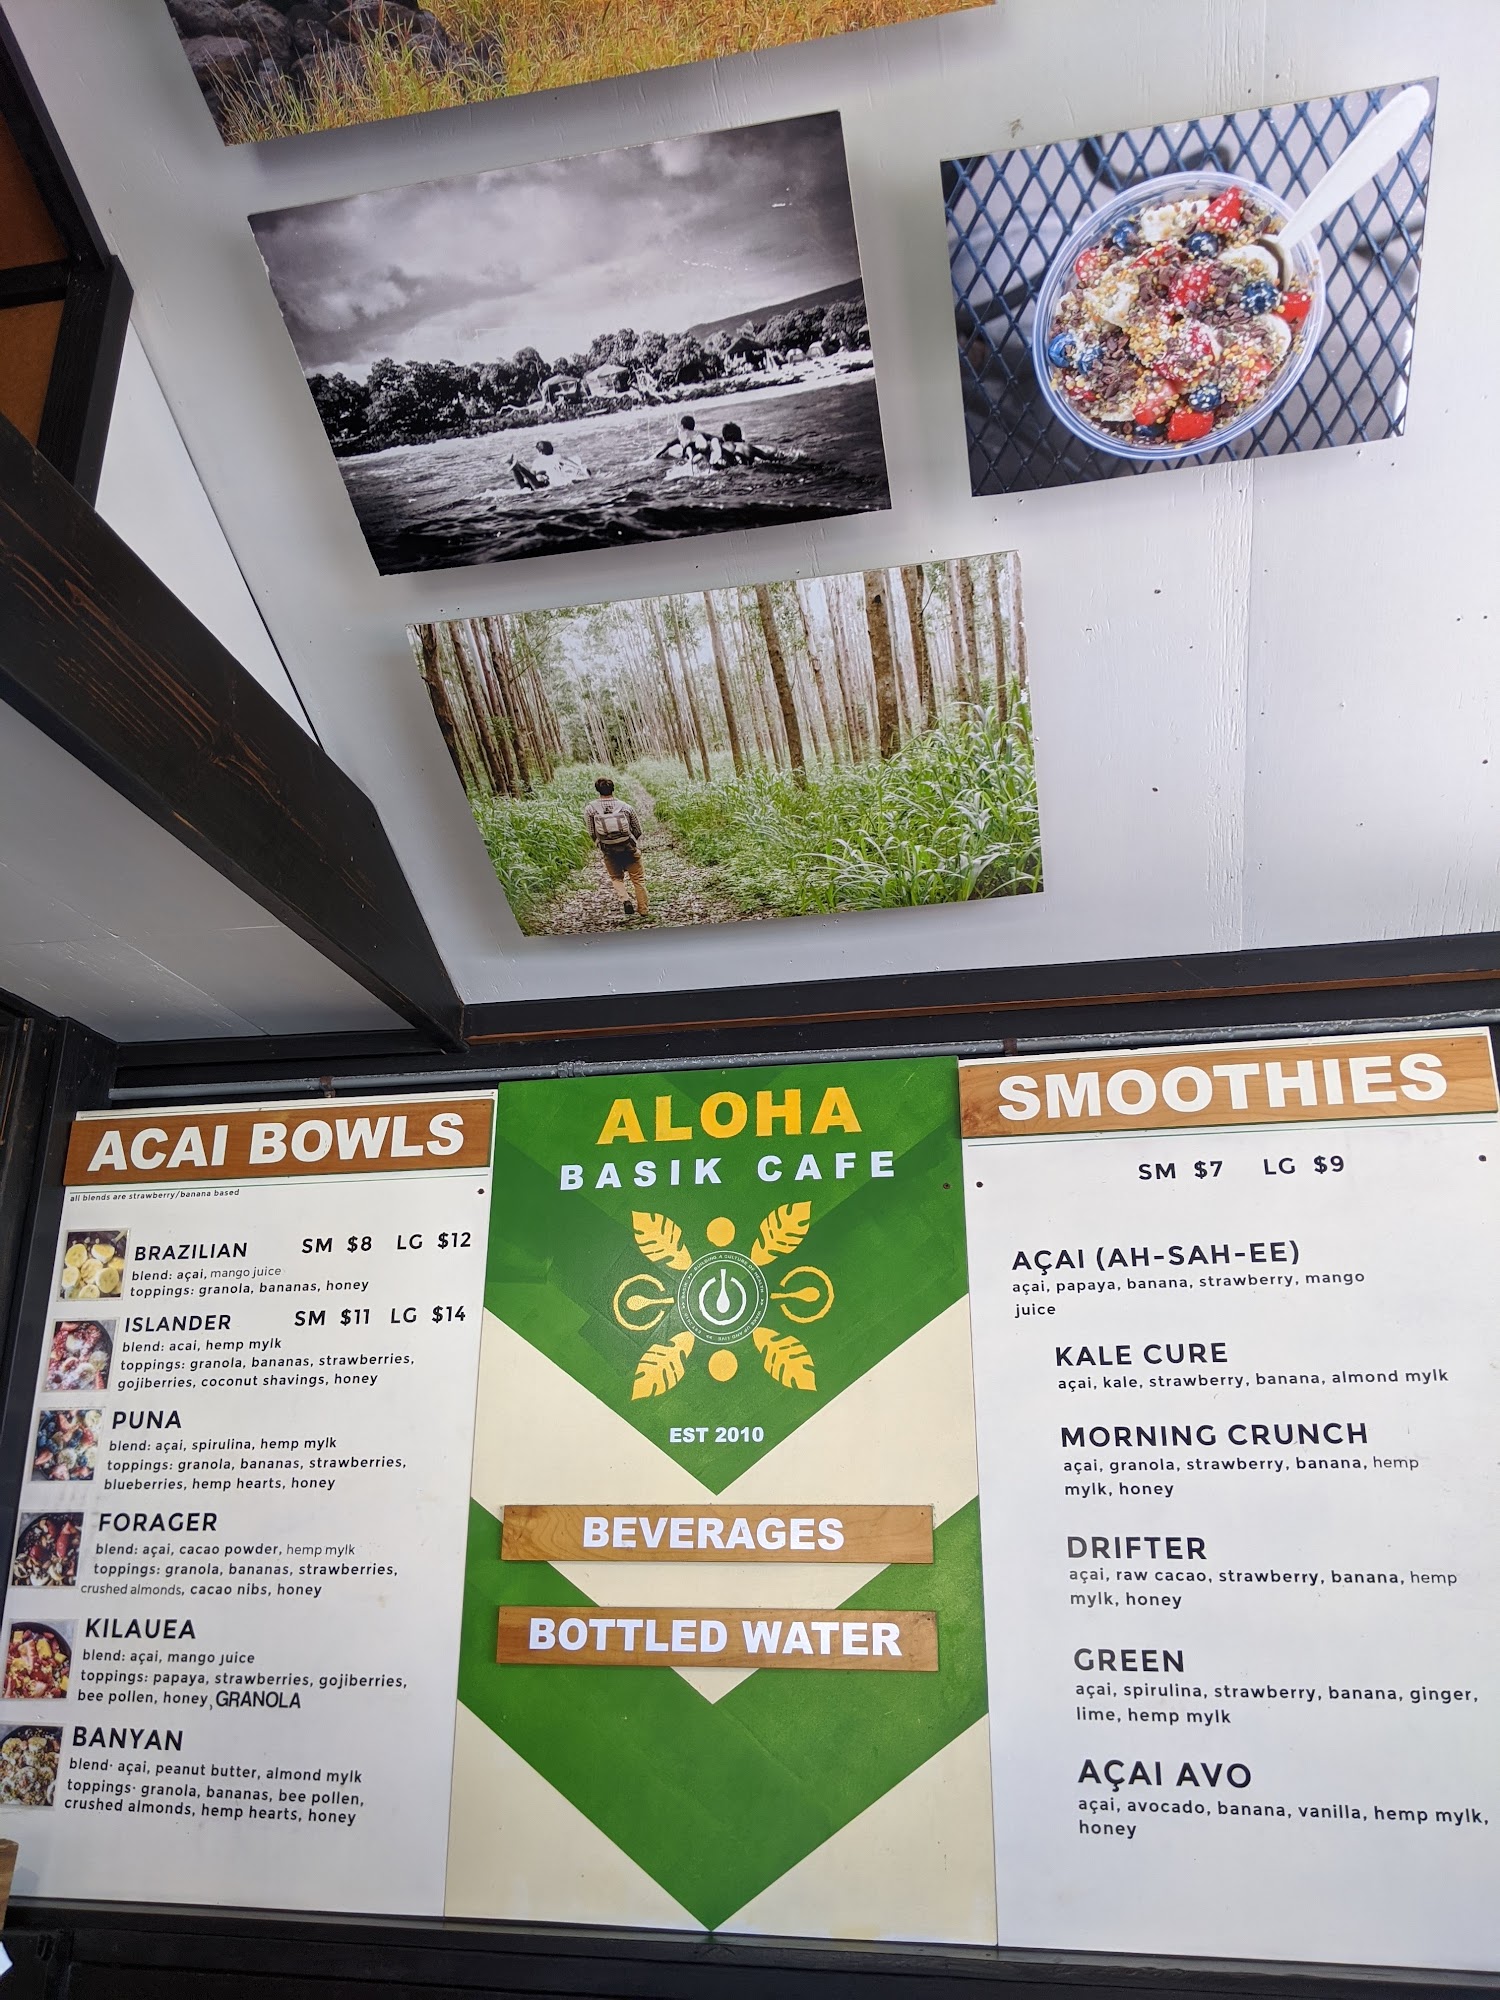 ACAI BOWLS
all blends are strawberry/banana based
BRAZILIAN SM $8 LG $12
blend: açai, mango juice
toppings: granola, bananas, honey
ISLANDER SM $11 LG $14
blend: acai, hemp mylk
toppings: granola, bananas, strawberries,
gojiberries, coconut shavings, honey
PUNA
blend: açai, spirulina, hemp mylk
toppings: granola, bananas, strawberries,
blueberries, hemp hearts, honey
FORAGER
blend: açai, cacao powder, hemp mylk
toppings: granola, bananas, strawberries,
crushed almonds, cacao nibs, honey
KILAUEA
blend: açai, mango juice
toppings: papaya, strawberries, gojiberries,
bee pollen, honey, GRANOLA
BANYAN
blend: açai, peanut butter, almond mylk
toppings: granola, bananas, bee pollen,
crushed almonds, hemp hearts, honey
ALOHA
BASIK CAFE
BUILDING A CULTURE OF HEALTH
EST 2010
BEVERAGES
BOTTLED WATER
SMOOTHIES
SM $7 LG $9
AÇAI (AH-SAH-EE)
açai, papaya, banana, strawberry, mango
juice
KALE CURE
açai, kale, strawberry, banana, almond mylk
MORNING CRUNCH
açai, granola, strawberry, banana, hemp
mylk, honey
DRIFTER
açai, raw cacao, strawberry, banana, hemp
mylk, honey
GREEN
açai, spirulina, strawberry, banana, ginger,
lime, hemp mylk
AÇAI AVO
açai, avocado, banana, vanilla, hemp mylk,
honey